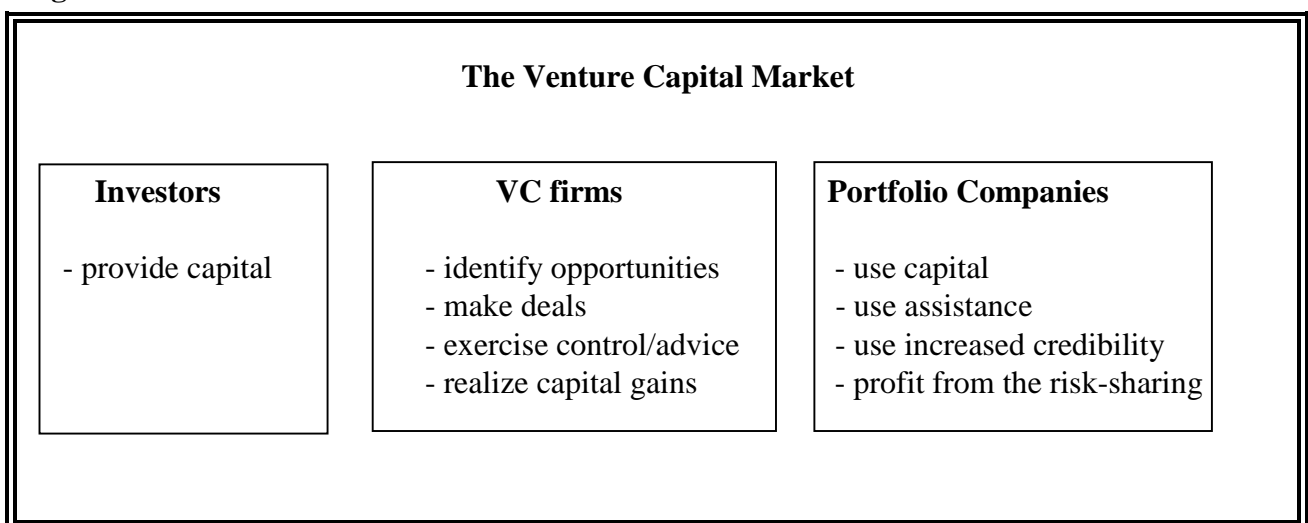 The Venture Capital Market
Investors
- provide capital
VC firms
- identify opportunities
- make deals
- exercise control/advice
- realize capital gains
Portfolio Companies
- use capital
- use assistance
- use increased credibility
- profit from the risk-sharing